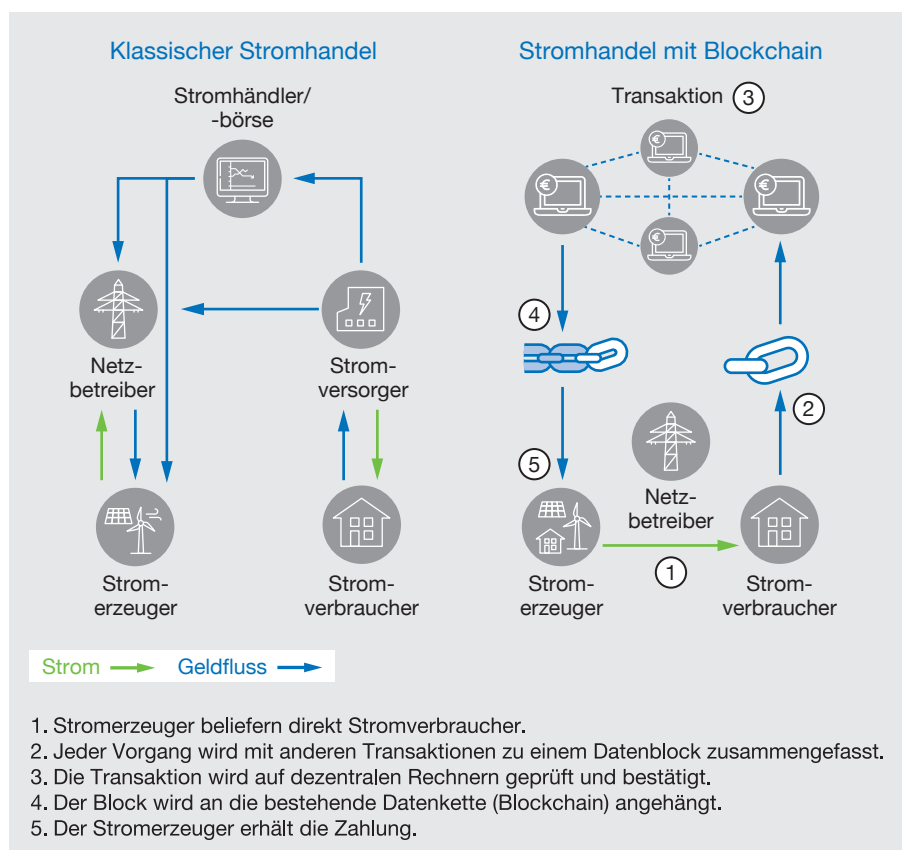 Klassischer Stromhandel
Stromhändler/
-börse
Netz-
betreiber
Strom-
versorger
Strom-
erzeuger
Strom-
verbraucher
Stromhandel mit Blockchain
Transaktion 3
€
€
€
€
4
2
5
Netz-
betreiber
1
Strom-
erzeuger
Strom-
verbraucher
Strom
Geldfluss
1. Stromerzeuger beliefern direkt Stromverbraucher.
2. Jeder Vorgang wird mit anderen Transaktionen zu einem Datenblock zusammengefasst.
3. Die Transaktion wird auf dezentralen Rechnern geprüft und bestätigt.
4. Der Block wird an die bestehende Datenkette (Blockchain) angehängt.
5. Der Stromerzeuger erhält die Zahlung.